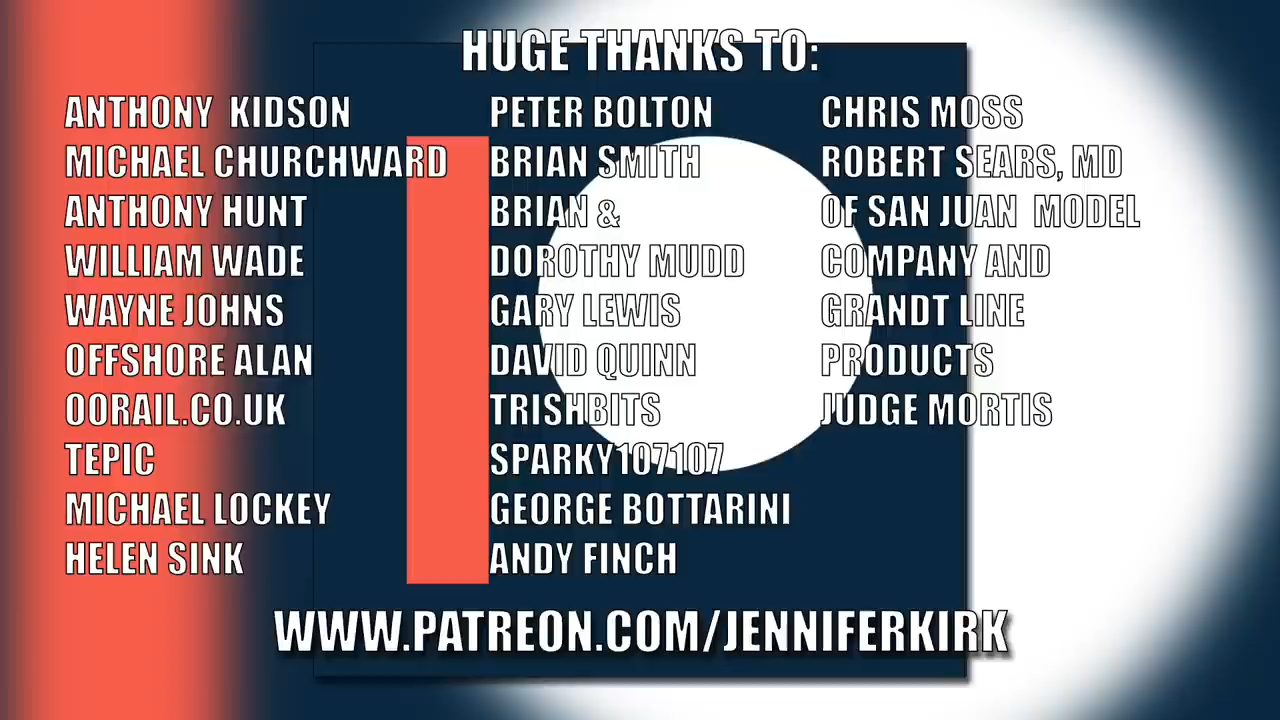 HUGE THANKS TO:
ANTHONY KIDSON
MICHAEL CHURCHWARD
ANTHONY HUNT
WILLIAM WADE
WAYNE JOHNS
OFFSHORE ALAN
OORAIL.CO.UK
TEPIC
MICHAEL LOCKEY
HELEN SINK
PETER BOLTON
BRIAN SMITH
BRIAN &
DOROTHY MUDD
GARY LEWIS
DAVID QUINN
TRISHBITS
SPARKY107107
GEORGE BOTTARINI
ANDY FINCH
CHRIS MOSS
ROBERT SEARS, MD
OF SAN JUAN MODEL
COMPANY AND
GRANDT LINE
PRODUCTS
JUDGE MORTIS
WWW.PATREON.COM/JENNIFERKIRK